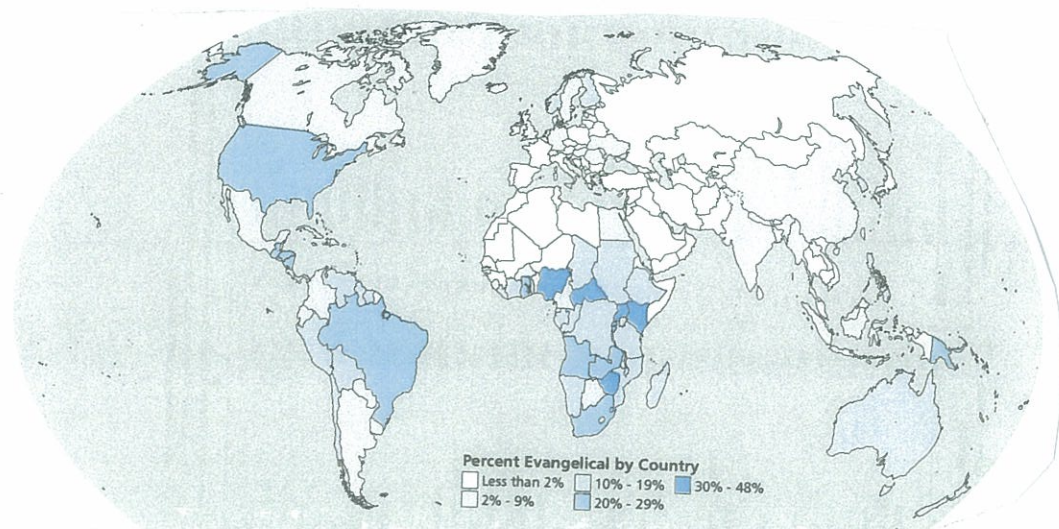 Percent Evangelical by Country
Less than 2% 10% - 19% 30% - 48%
2% - 9% 20% - 29%